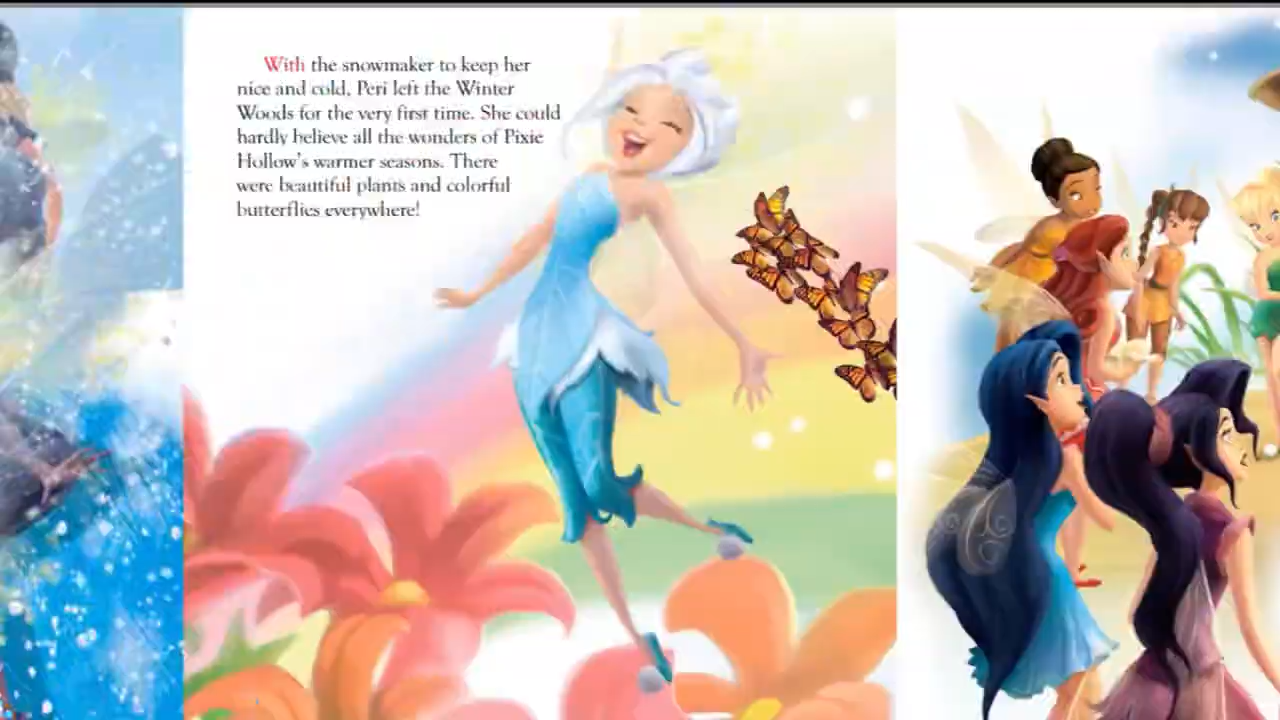 With the snowmaker to keep her
nice and cold, Peri left the Winter
Woods for the very first time. She could
hardly believe all the wonders of Pixie
Hollow's warmer seasons. There
were beautiful plants and colorful
butterflies everywhere!